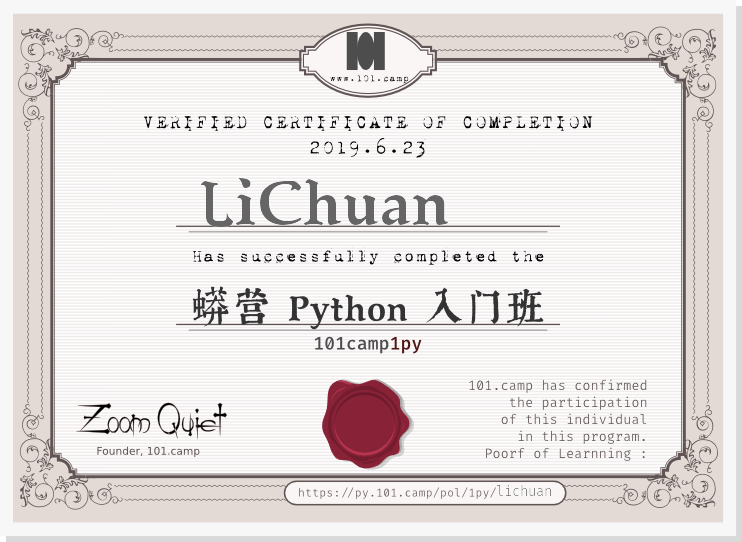 101
www.101.camp
VERIFIED CERTIFICATE OF COMPLETION
2019.6.23
LiChuan
Has successfully completed the
蟒营 Python 入门班
101camp1py
Zoom Quiet
Founder, 101.camp
101.camp has confirmed
the participation
of this individual
in this program.
Poorf of Learnning :
https://py.101.camp/pol/1py/lichuan